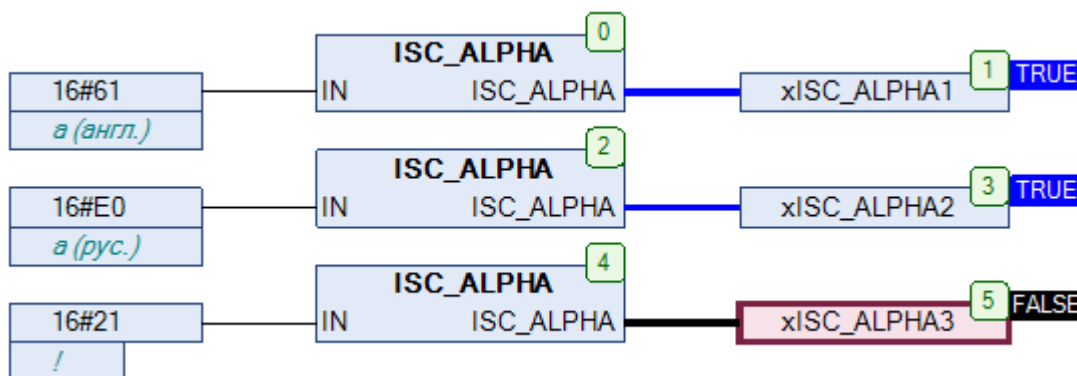 0
ISC_ALPHA
16#61 IN ISC_ALPHA xISC_ALPHA1 1 TRUE
а (англ.)
2
ISC_ALPHA
16#E0 IN ISC_ALPHA xISC_ALPHA2 3 TRUE
а (рус.)
4
ISC_ALPHA
16#21 IN ISC_ALPHA xISC_ALPHA3 5 FALSE
!